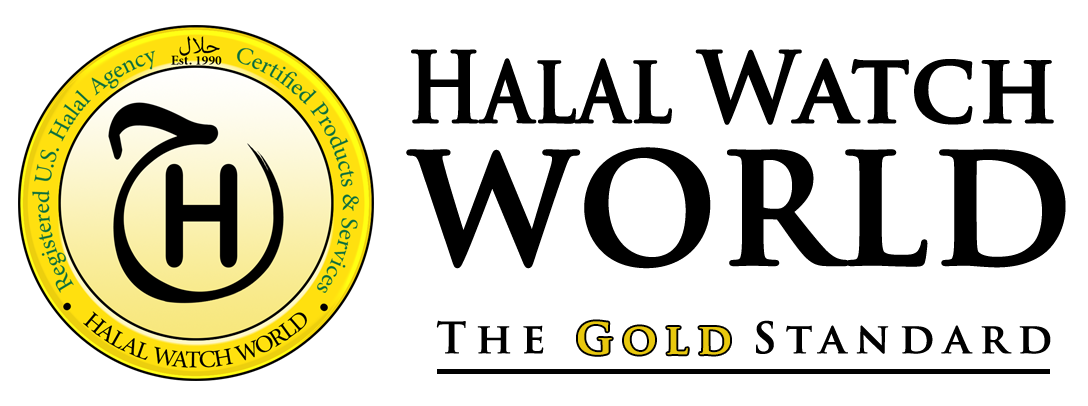 حلال
Est. 1990
Registered U.S. Halal Agency
Certified Products & Services
• HALAL WATCH WORLD •
H
HALAL WATCH
WORLD
THE GOLD STANDARD